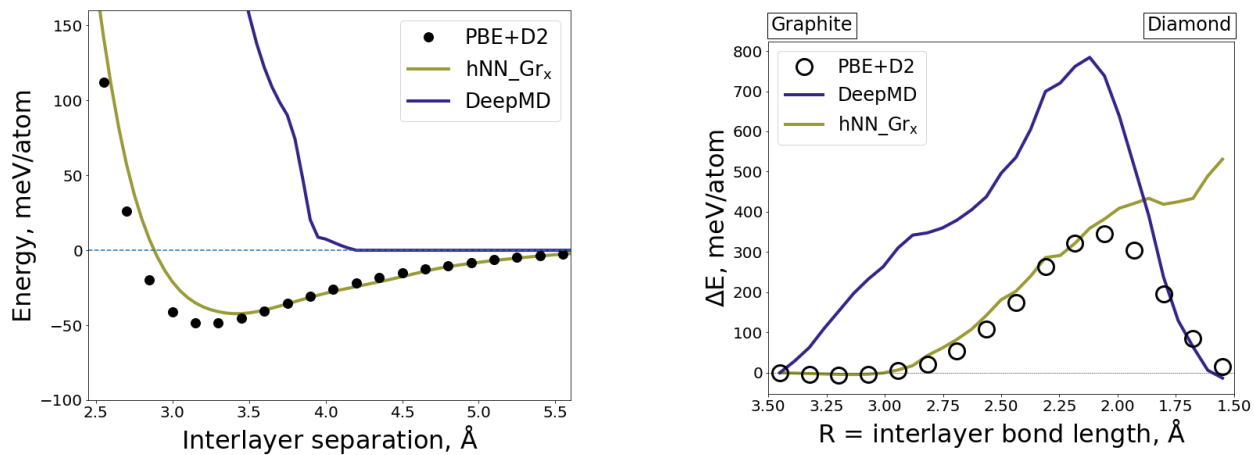 150
100
50
0
−50
−100
2.5
3.0
3.5
4.0
4.5
5.0
5.5
Energy, meV/atom
Interlayer separation, Å
PBE+D2
hNN_Grₓ
DeepMD
Graphite
Diamond
800
700
600
500
400
300
200
100
0
3.50
3.25
3.00
2.75
2.50
2.25
2.00
1.75
1.50
ΔE, meV/atom
R = interlayer bond length, Å
PBE+D2
DeepMD
hNN_Grₓ